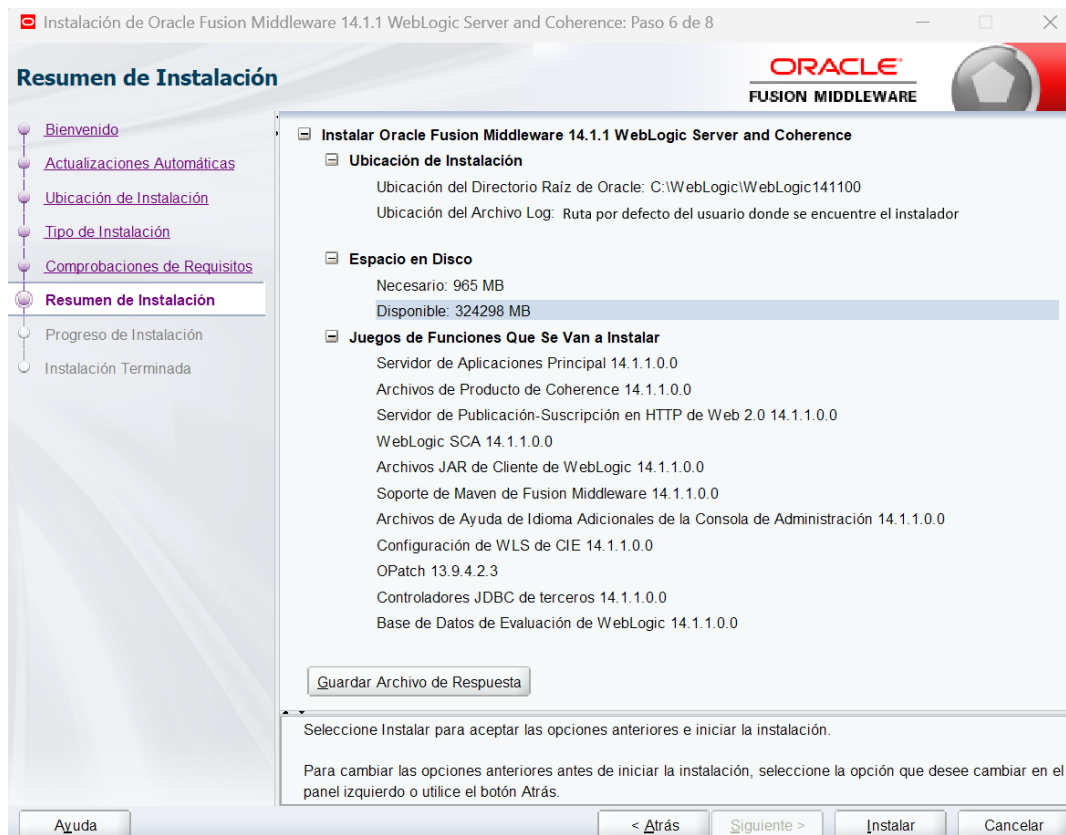 Instalación de Oracle Fusion Middleware 14.1.1 WebLogic Server and Coherence: Paso 6 de 8
Resumen de Instalación
ORACLE
FUSION MIDDLEWARE
Bienvenido
Actualizaciones Automáticas
Ubicación de Instalación
Tipo de Instalación
Comprobaciones de Requisitos
Resumen de Instalación
Progreso de Instalación
Instalación Terminada
Instalar Oracle Fusion Middleware 14.1.1 WebLogic Server and Coherence
Ubicación de Instalación
Ubicación del Directorio Raíz de Oracle: C:\WebLogic\WebLogic141100
Ubicación del Archivo Log: Ruta por defecto del usuario donde se encuentre el instalador
Espacio en Disco
Necesario: 965 MB
Disponible: 324298 MB
Juegos de Funciones Que Se Van a Instalar
Servidor de Aplicaciones Principal 14.1.1.0.0
Archivos de Producto de Coherence 14.1.1.0.0
Servidor de Publicación-Suscripción en HTTP de Web 2.0 14.1.1.0.0
WebLogic SCA 14.1.1.0.0
Archivos JAR de Cliente de WebLogic 14.1.1.0.0
Soporte de Maven de Fusion Middleware 14.1.1.0.0
Archivos de Ayuda de Idioma Adicionales de la Consola de Administración 14.1.1.0.0
Configuración de WLS de CIE 14.1.1.0.0
OPatch 13.9.4.2.3
Controladores JDBC de terceros 14.1.1.0.0
Base de Datos de Evaluación de WebLogic 14.1.1.0.0
Guardar Archivo de Respuesta
Seleccione Instalar para aceptar las opciones anteriores e iniciar la instalación.
Para cambiar las opciones anteriores antes de iniciar la instalación, seleccione la opción que desee cambiar en el
panel izquierdo o utilice el botón Atrás.
Ayuda
< Atrás
Siguiente >
Instalar
Cancelar